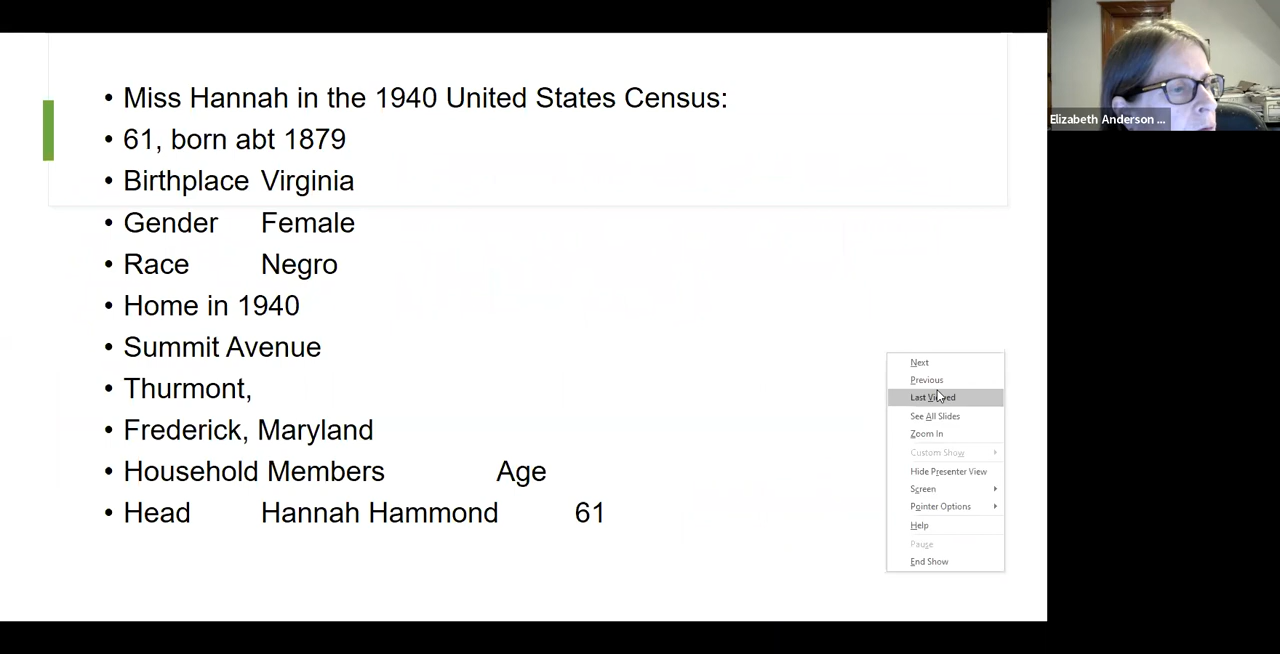 • Miss Hannah in the 1940 United States Census:
• 61, born abt 1879
• Birthplace Virginia
• Gender Female
• Race Negro
• Home in 1940
• Summit Avenue
• Thurmont,
• Frederick, Maryland
• Household Members Age
• Head Hannah Hammond 61
Next
Previous
Last Viewed
See All Slides
Zoom In
Custom Show
Hide Presenter View
Screen
Pointer Options
Help
Pause
End Show
Elizabeth Anderson ...